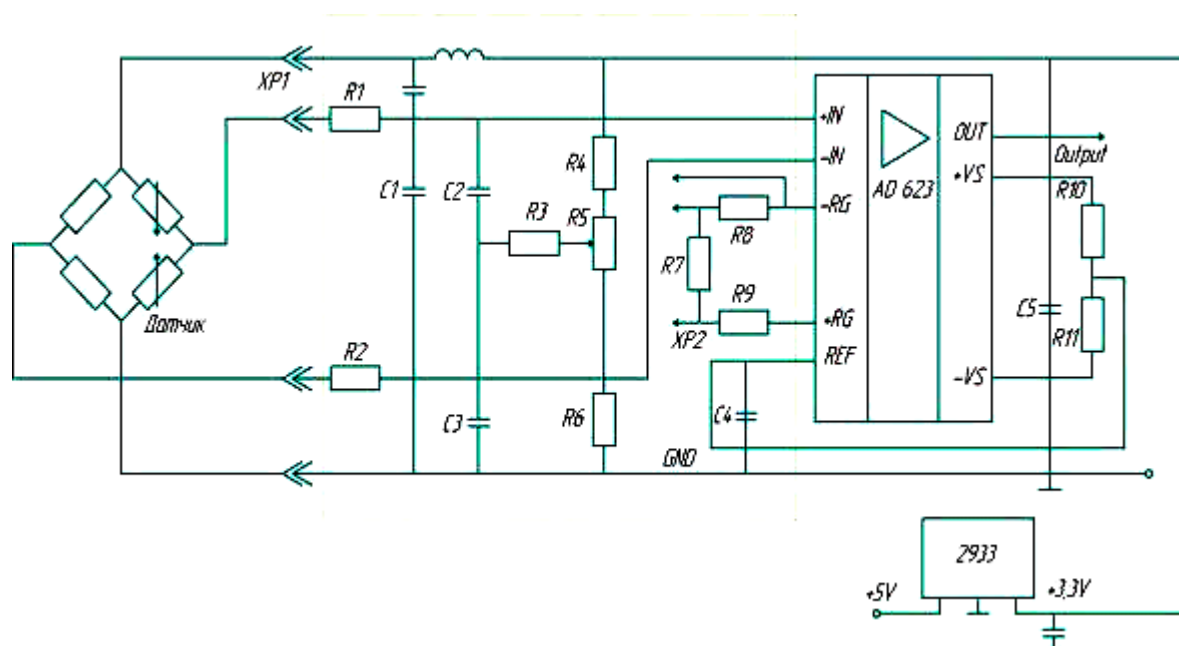 XP1
R1
+IN
OUT
Output
-IN
AD 623
+VS
R10
R4
C1
C2
R3
R5
-RG
R8
R7
R9
+RG
C5
R11
Датчик
XP2
REF
R2
-VS
C3
R6
C4
GND
2933
+5V
+3,3V